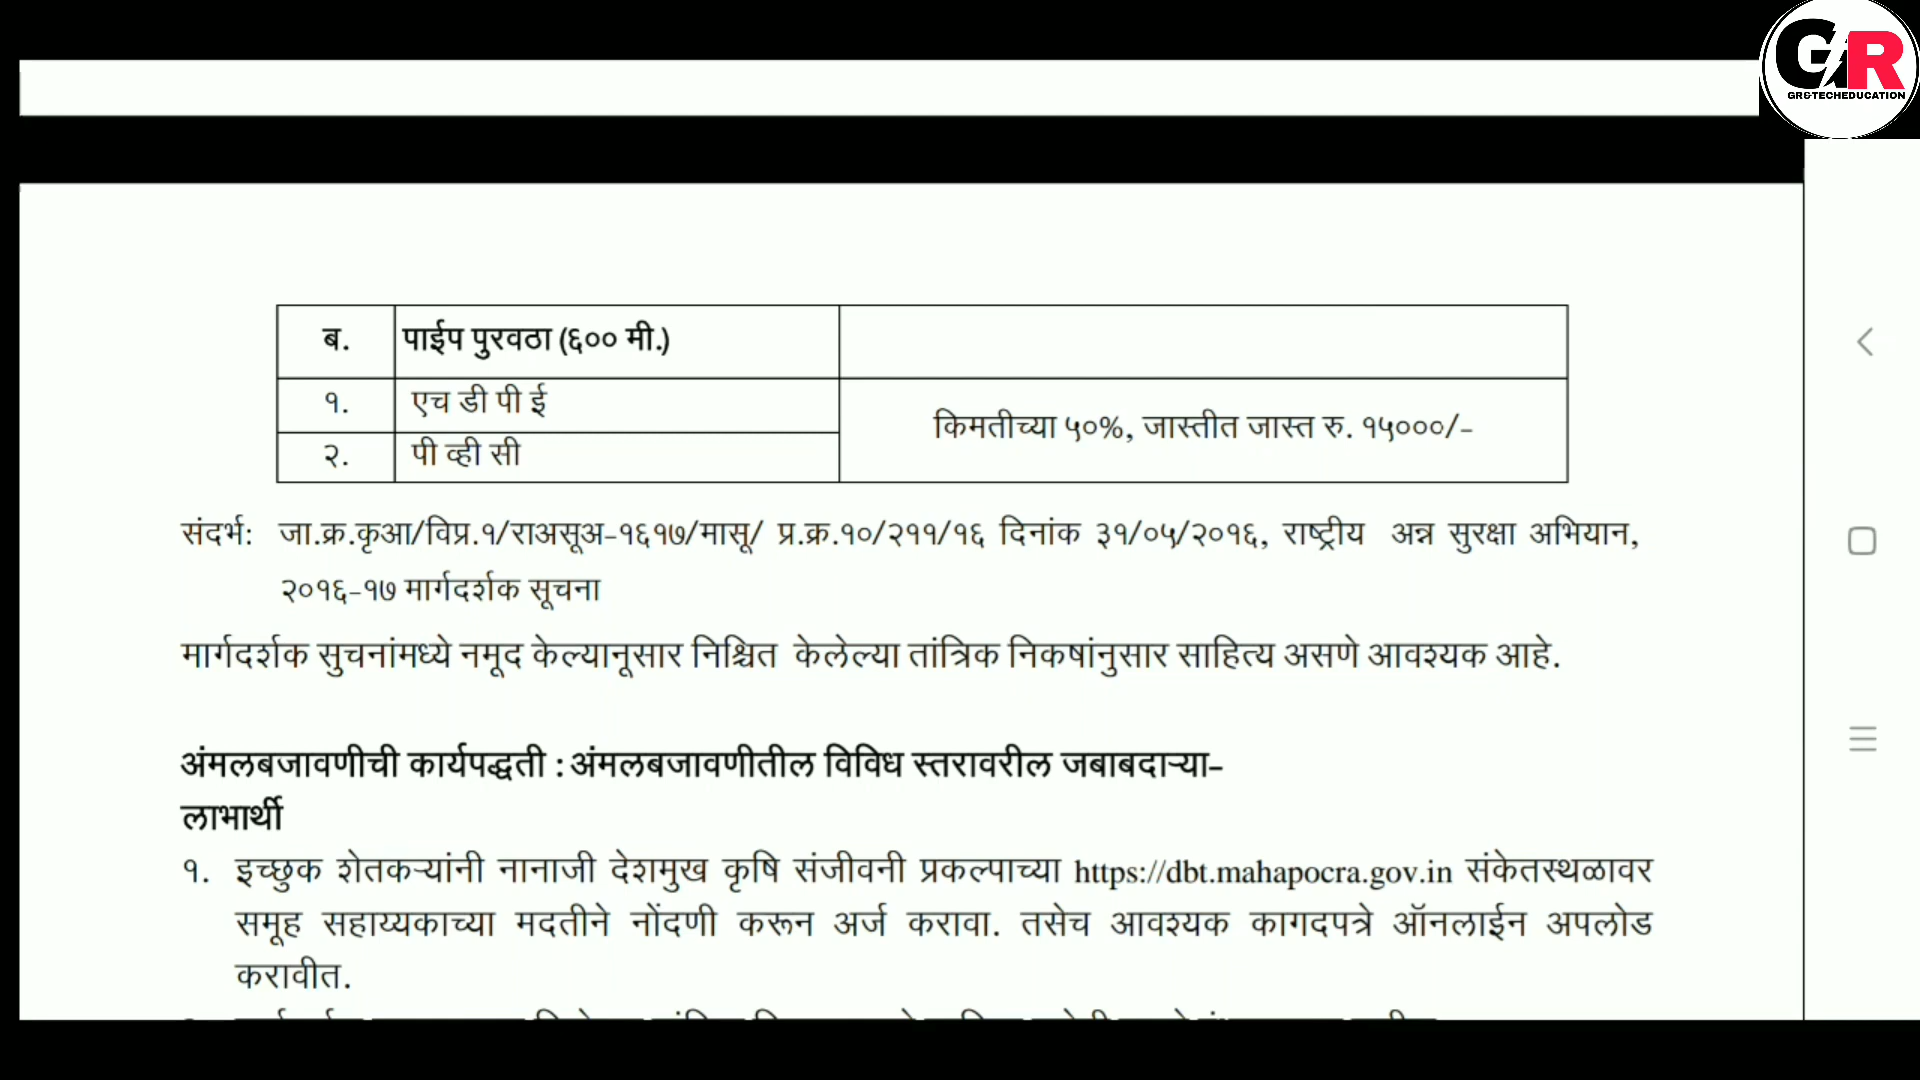 GR
GR&TECHEDUCATION
ब. पाईप पुरवठा (६०० मी.)
१. एच डी पी ई
किमतीच्या ५०%, जास्तीत जास्त रु. १५०००/-
२. पी व्ही सी
संदर्भ: जा.क्र.कृआ/विप्र.१/राअसूअ-१६१७/मासू/ प्र.क्र.१०/२११/१६ दिनांक ३१/०५/२०१६, राष्ट्रीय अन्न सुरक्षा अभियान,
२०१६-१७ मार्गदर्शक सूचना
मार्गदर्शक सुचनांमध्ये नमूद केल्यानूसार निश्चित केलेल्या तांत्रिक निकषांनुसार साहित्य असणे आवश्यक आहे.
अंमलबजावणीची कार्यपद्धती : अंमलबजावणीतील विविध स्तरावरील जबाबदाऱ्या-
लाभार्थी
१. इच्छुक शेतकऱ्यांनी नानाजी देशमुख कृषि संजीवनी प्रकल्पाच्या https://dbt.mahapocra.gov.in संकेतस्थळावर
समूह सहाय्यकाच्या मदतीने नोंदणी करून अर्ज करावा. तसेच आवश्यक कागदपत्रे ऑनलाईन अपलोड
करावीत.